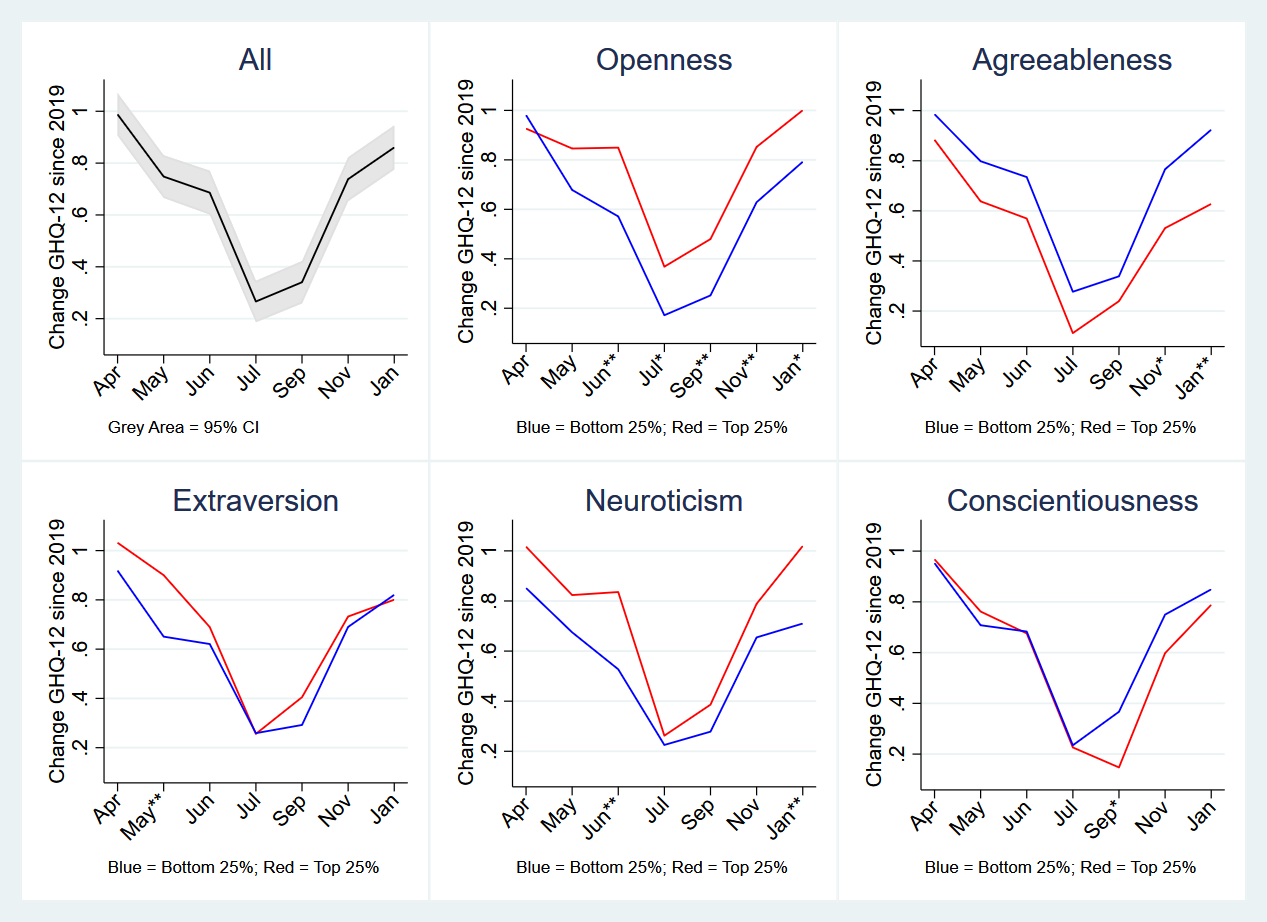 All
Change GHQ-12 since 2019
1
.8
.6
.4
.2
Apr
May
Jun
Jul
Sep
Nov
Jan
Grey Area = 95% CI
Openness
Change GHQ-12 since 2019
1
.8
.6
.4
.2
Apr
May
Jun**
Jul*
Sep**
Nov**
Jan*
Blue = Bottom 25%; Red = Top 25%
Agreeableness
Change GHQ-12 since 2019
1
.8
.6
.4
.2
Apr
May
Jun
Jul
Sep
Nov*
Jan**
Blue = Bottom 25%; Red = Top 25%
Extraversion
Change GHQ-12 since 2019
1
.8
.6
.4
.2
Apr
May**
Jun
Jul
Sep
Nov
Jan
Blue = Bottom 25%; Red = Top 25%
Neuroticism
Change GHQ-12 since 2019
1
.8
.6
.4
.2
Apr
May
Jun**
Jul
Sep
Nov
Jan**
Blue = Bottom 25%; Red = Top 25%
Conscientiousness
Change GHQ-12 since 2019
1
.8
.6
.4
.2
Apr
May
Jun
Jul
Sep*
Nov
Jan
Blue = Bottom 25%; Red = Top 25%